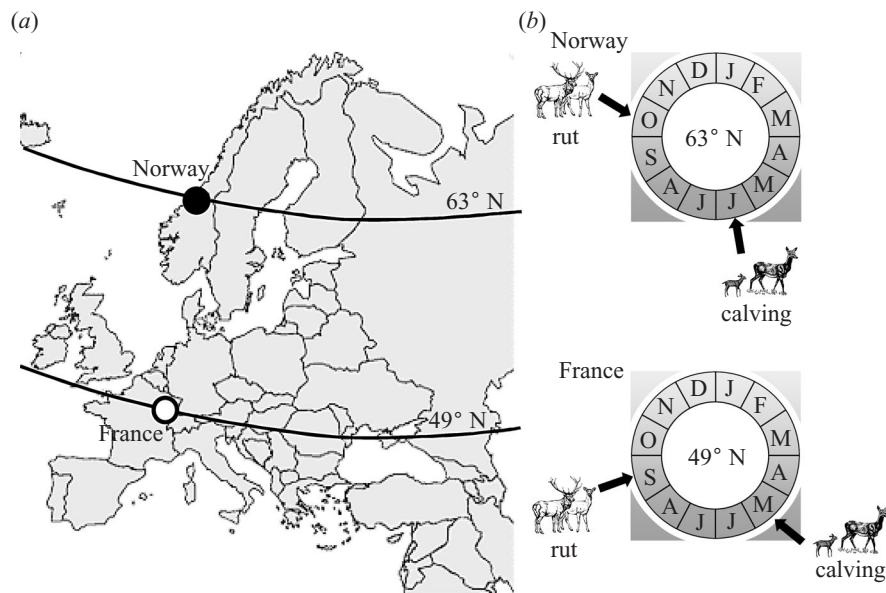 (a)
Norway
63° N
49° N
France
(b)
Norway
rut
J
F
M
A
M
J
J
A
S
O
N
D
63° N
calving
France
rut
J
F
M
A
M
J
J
A
S
O
N
D
49° N
calving